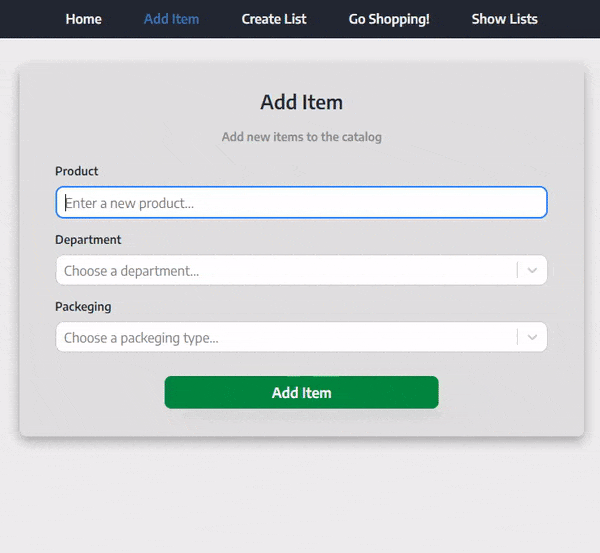 Home Add Item Create List Go Shopping! Show Lists
Add Item
Add new items to the catalog
Product
Enter a new product...
Department
Choose a department...
Packeging
Choose a packeging type...
Add Item